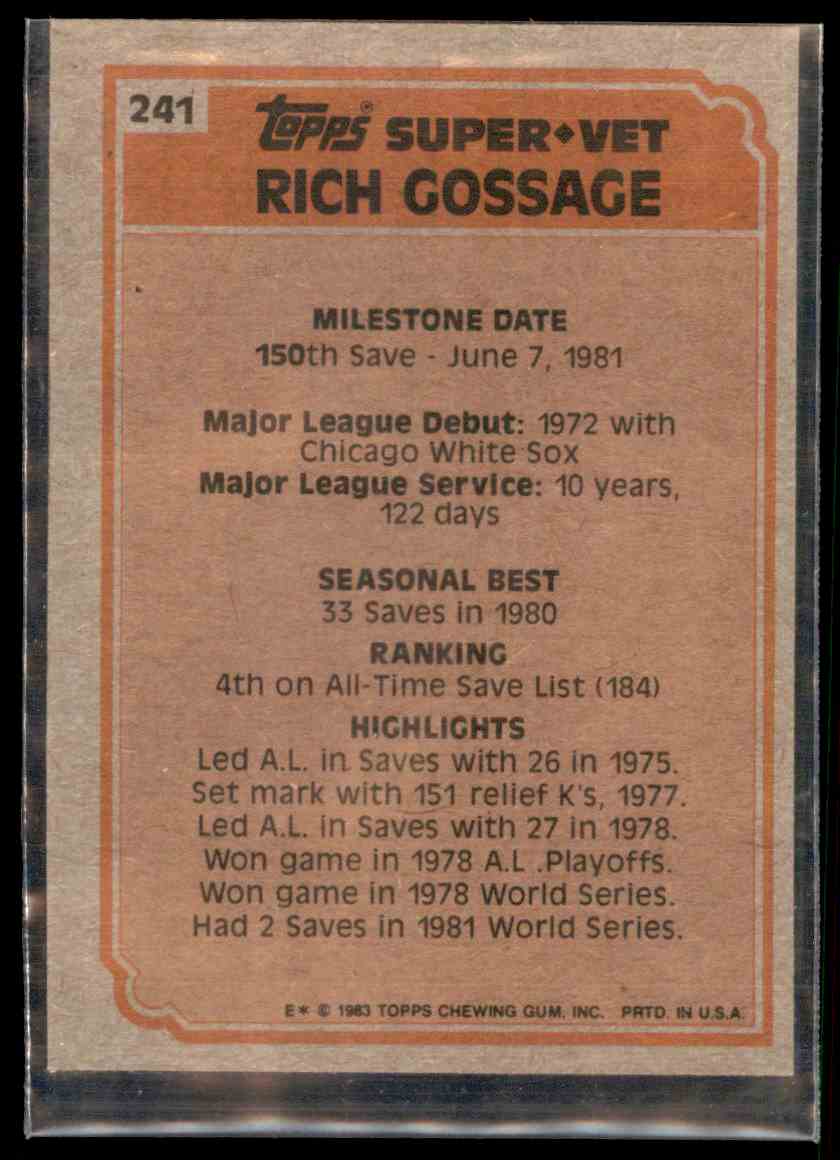 241
Topps® SUPER◆VET
RICH GOSSAGE
MILESTONE DATE
150th Save - June 7, 1981
Major League Debut: 1972 with
Chicago White Sox
Major League Service: 10 years,
122 days
SEASONAL BEST
33 Saves in 1980
RANKING
4th on All-Time Save List (184)
HIGHLIGHTS
Led A.L. in Saves with 26 in 1975.
Set mark with 151 relief K's, 1977.
Led A.L. in Saves with 27 in 1978.
Won game in 1978 A.L .Playoffs.
Won game in 1978 World Series.
Had 2 Saves in 1981 World Series.
E* © 1983 TOPPS CHEWING GUM, INC. PRTD. IN U.S.A.